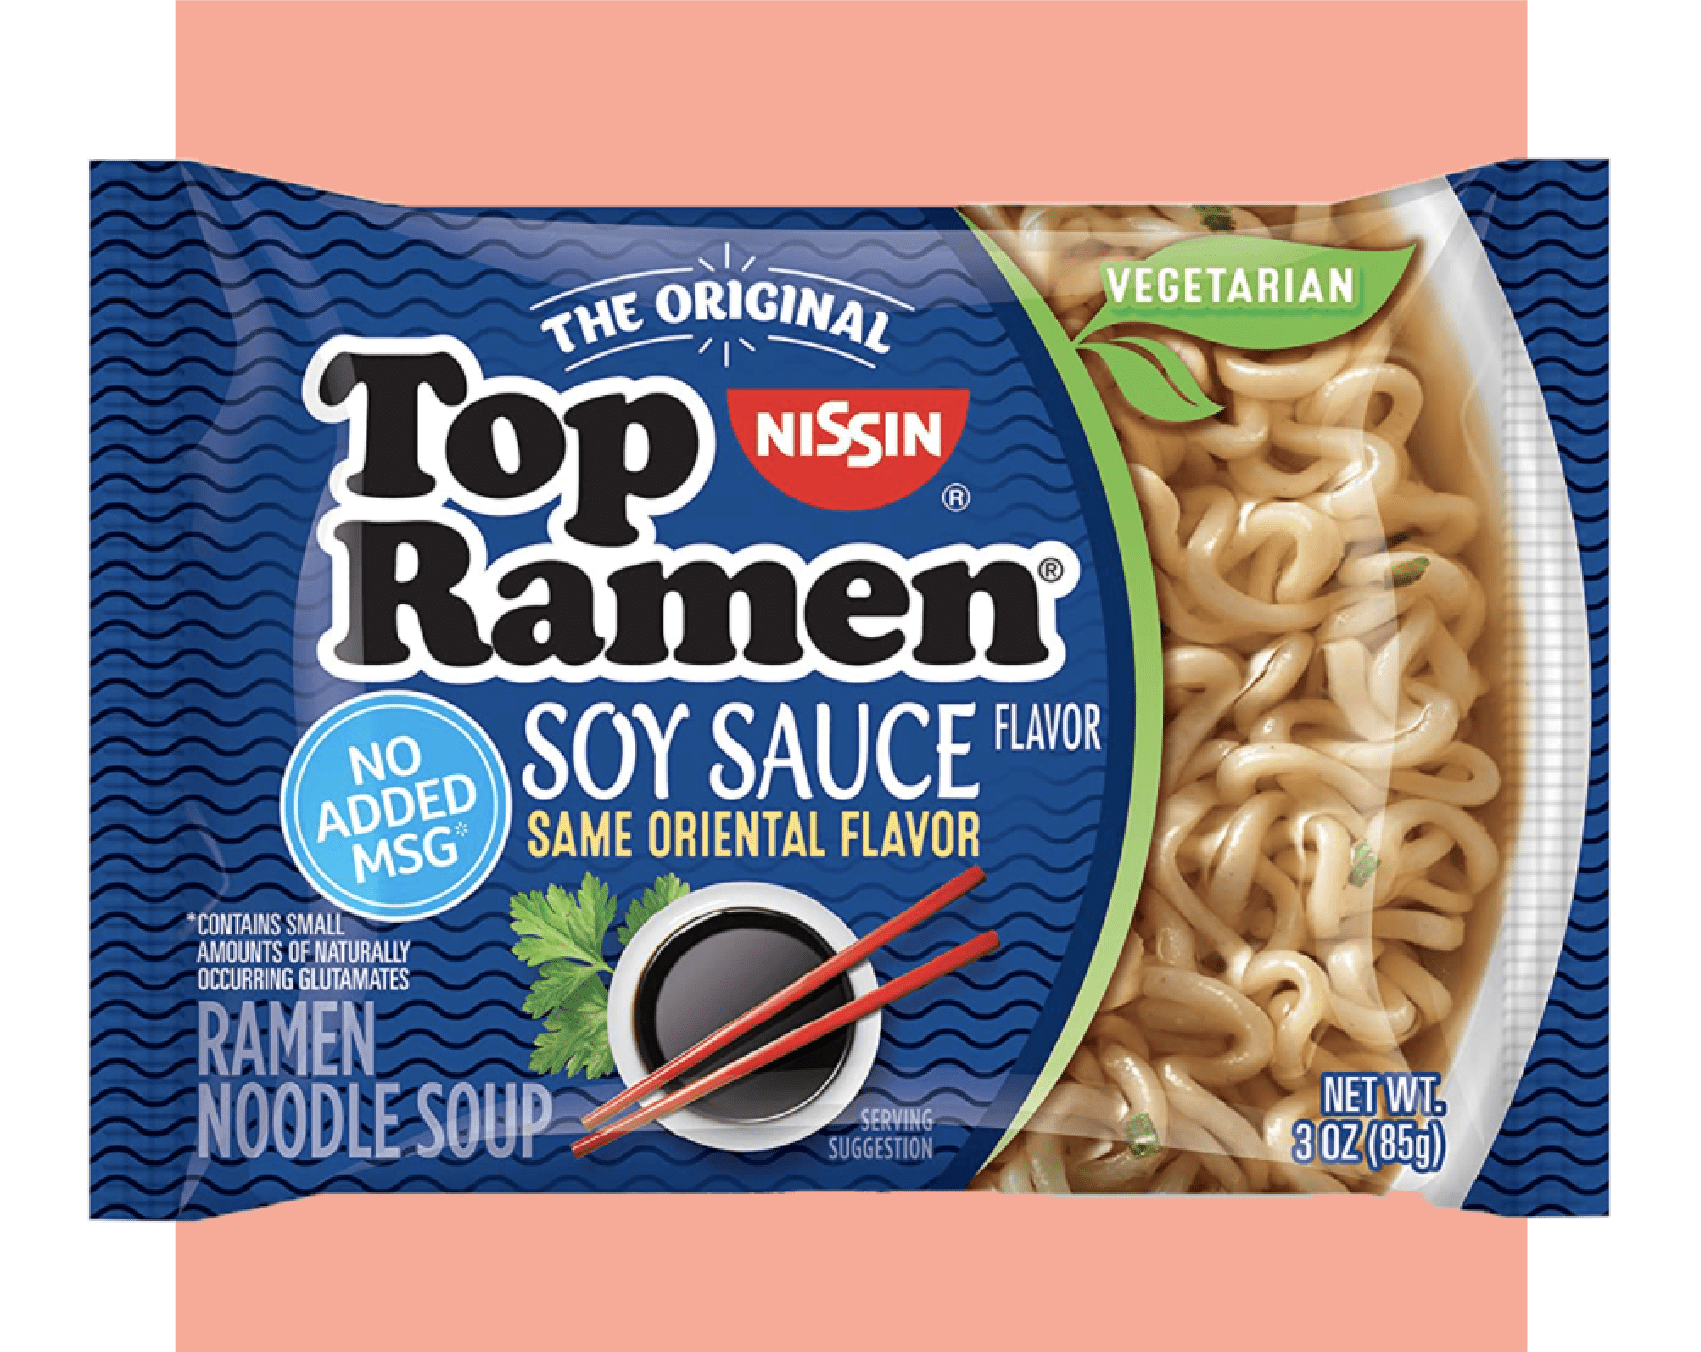 THE ORIGINAL
Top
NISSIN
®
Ramen®
VEGETARIAN
SOY SAUCE FLAVOR
SAME ORIENTAL FLAVOR
NO
ADDED
MSG*
*CONTAINS SMALL
AMOUNTS OF NATURALLY
OCCURRING GLUTAMATES
RAMEN
NOODLE SOUP
SERVING
SUGGESTION
NET WT.
3 OZ (85g)